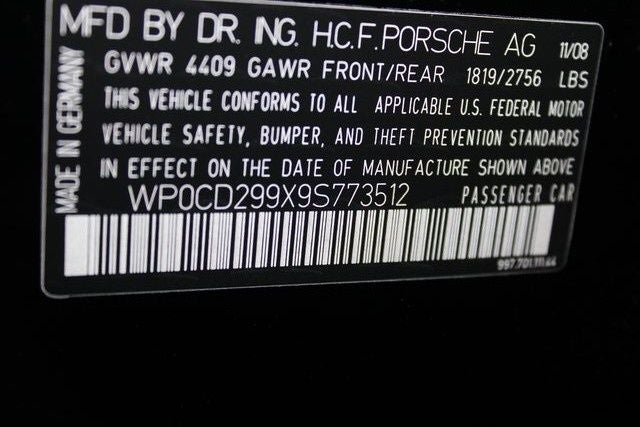 MFD BY DR. ING. H.C.F. PORSCHE AG 11/08
GVWR 4409 GAWR FRONT/REAR 1819/2756 LBS
THIS VEHICLE CONFORMS TO ALL APPLICABLE U.S. FEDERAL MOTOR
VEHICLE SAFETY, BUMPER, AND THEFT PREVENTION STANDARDS
IN EFFECT ON THE DATE OF MANUFACTURE SHOWN ABOVE
WP0CD299X9S773512 PASSENGER CAR
MADE IN GERMANY
997.701.11.44